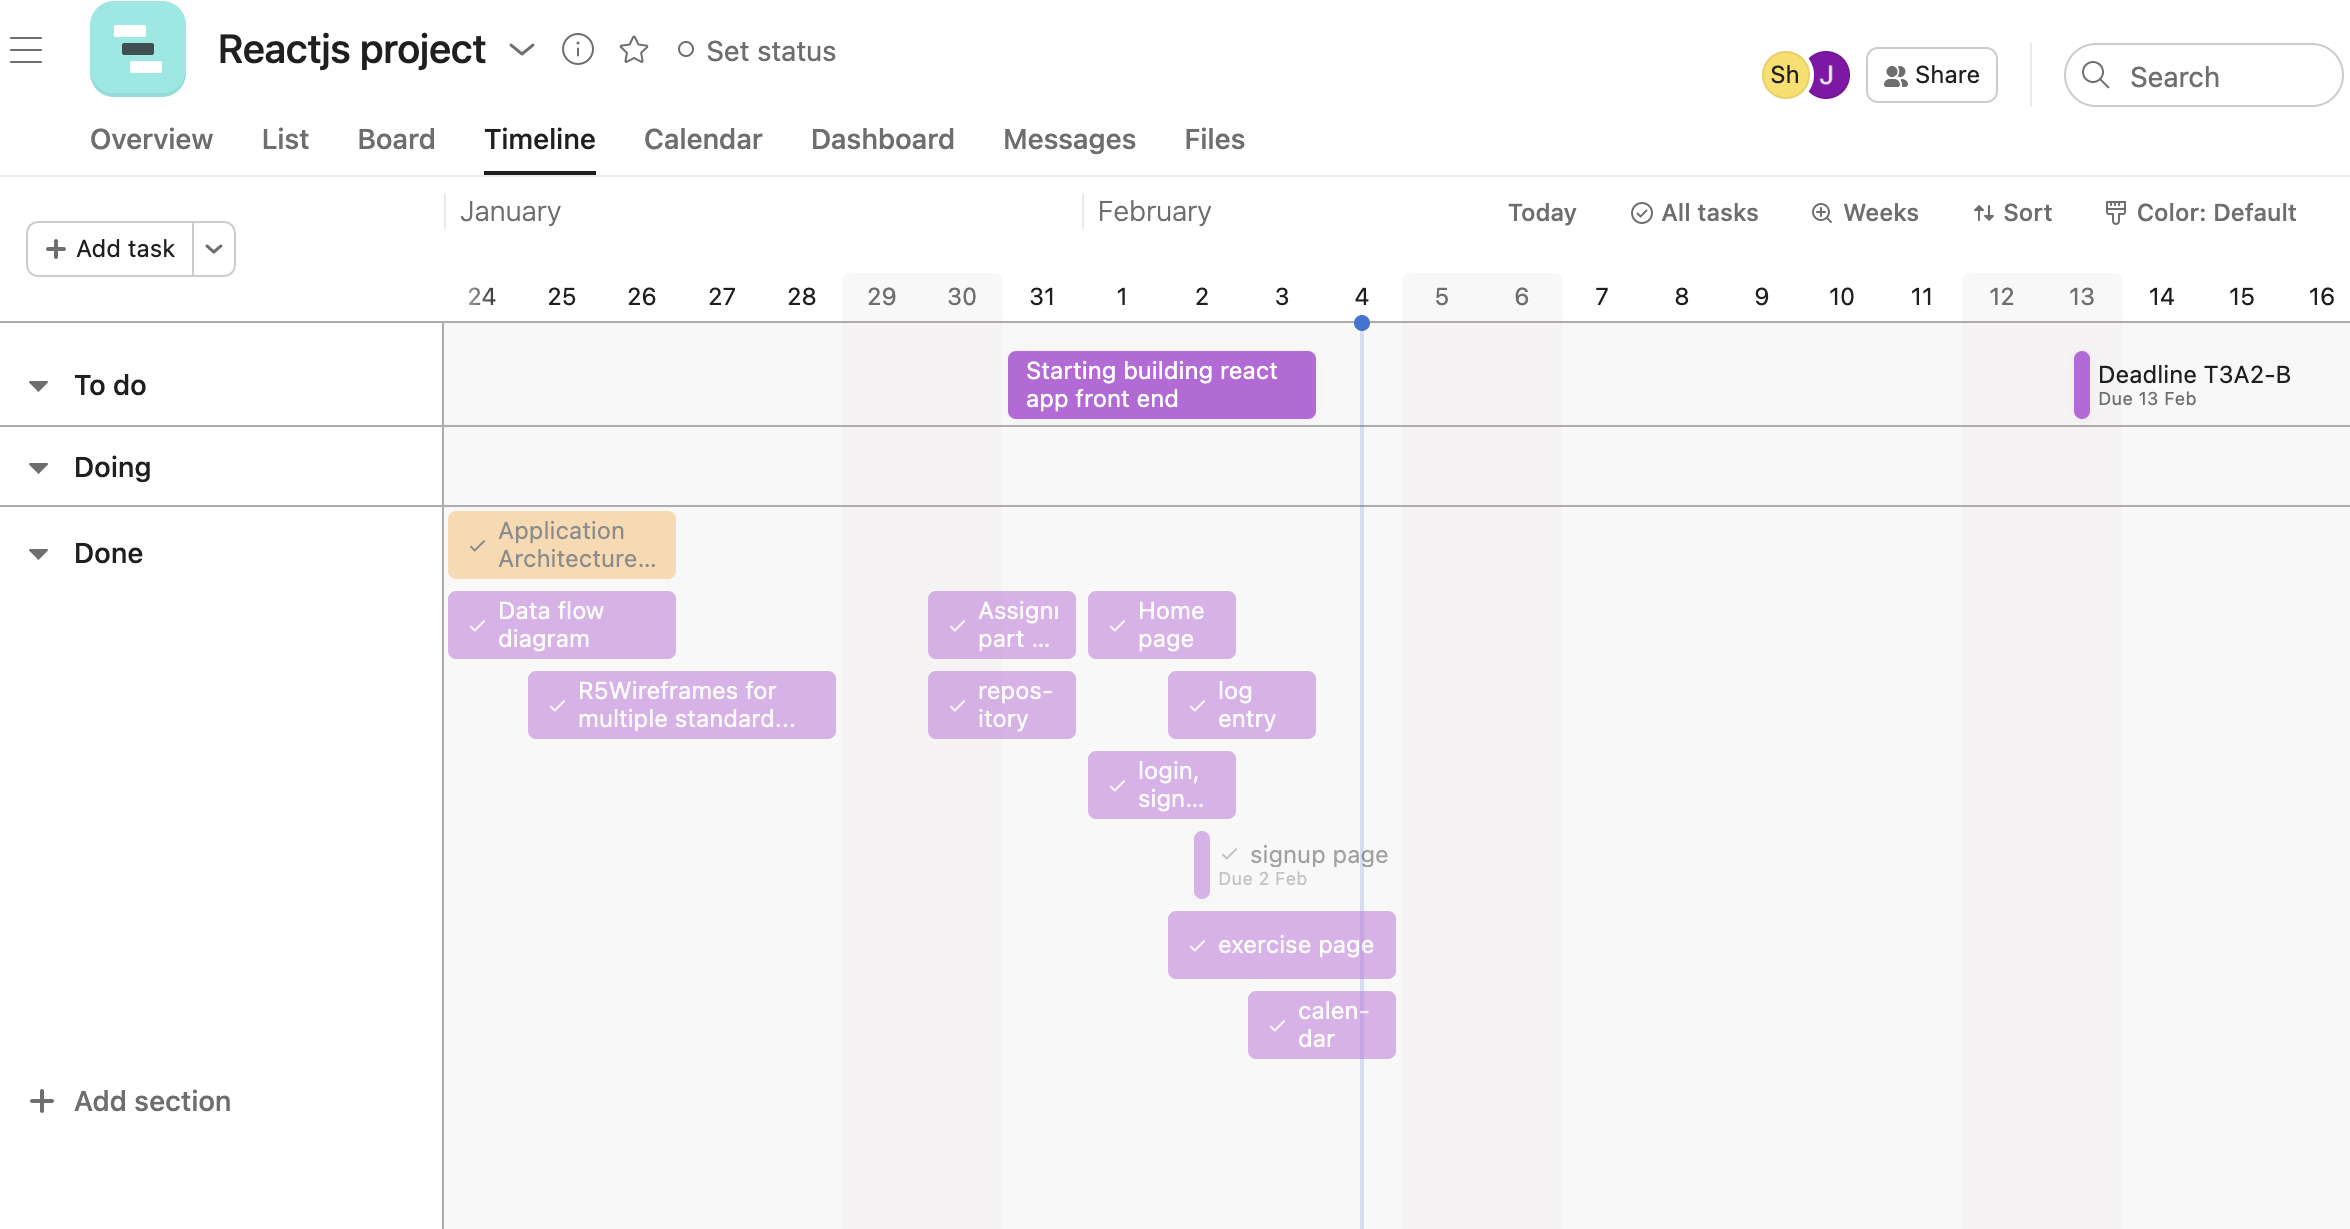 Reactjs project
Set status
Sh
J
Share
Search
Overview List Board Timeline Calendar Dashboard Messages Files
Add task
January
February
Today
All tasks
Weeks
Sort
Color: Default
24 25 26 27 28 29 30 31 1 2 3 4 5 6 7 8 9 10 11 12 13 14 15 16
To do
Starting building react
app front end
Deadline T3A2-B
Due 13 Feb
Doing
Done
Application
Architecture...
Data flow
diagram
part ...
Home
page
R5Wireframes for
multiple standard...
repos-
itory
log
entry
login,
sign...
signup page
Due 2 Feb
exercise page
calen-
dar
Add section